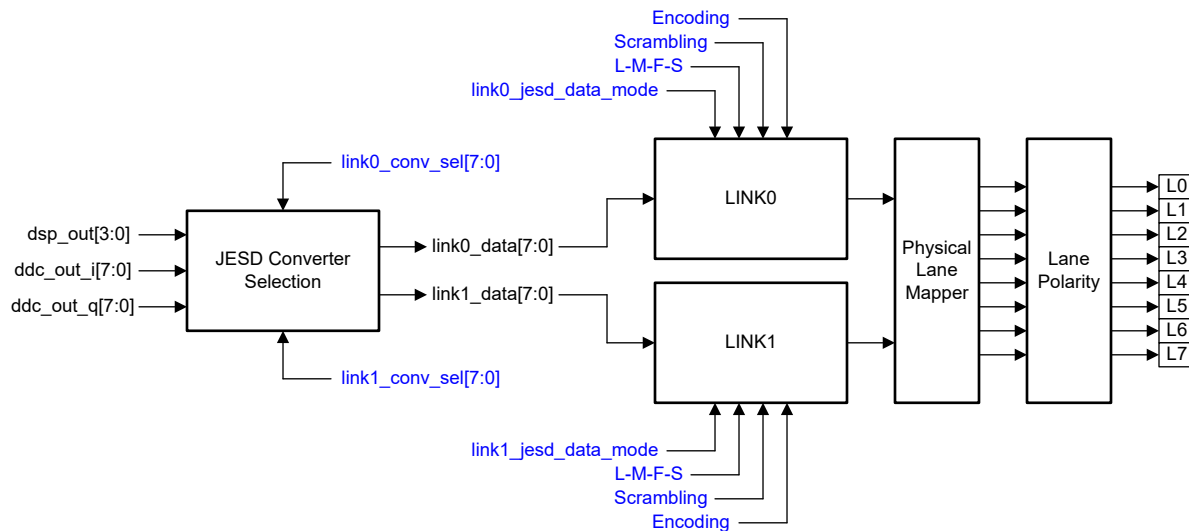 Encoding
Scrambling
L-M-F-S
link0_jesd_data_mode
link0_conv_sel[7:0]
dsp_out[3:0]
ddc_out_i[7:0]
ddc_out_q[7:0]
JESD Converter
Selection
link0_data[7:0]
link1_data[7:0]
link1_conv_sel[7:0]
LINK0
LINK1
link1_jesd_data_mode
L-M-F-S
Scrambling
Encoding
Physical
Lane
Mapper
Lane
Polarity
L0
L1
L2
L3
L4
L5
L6
L7